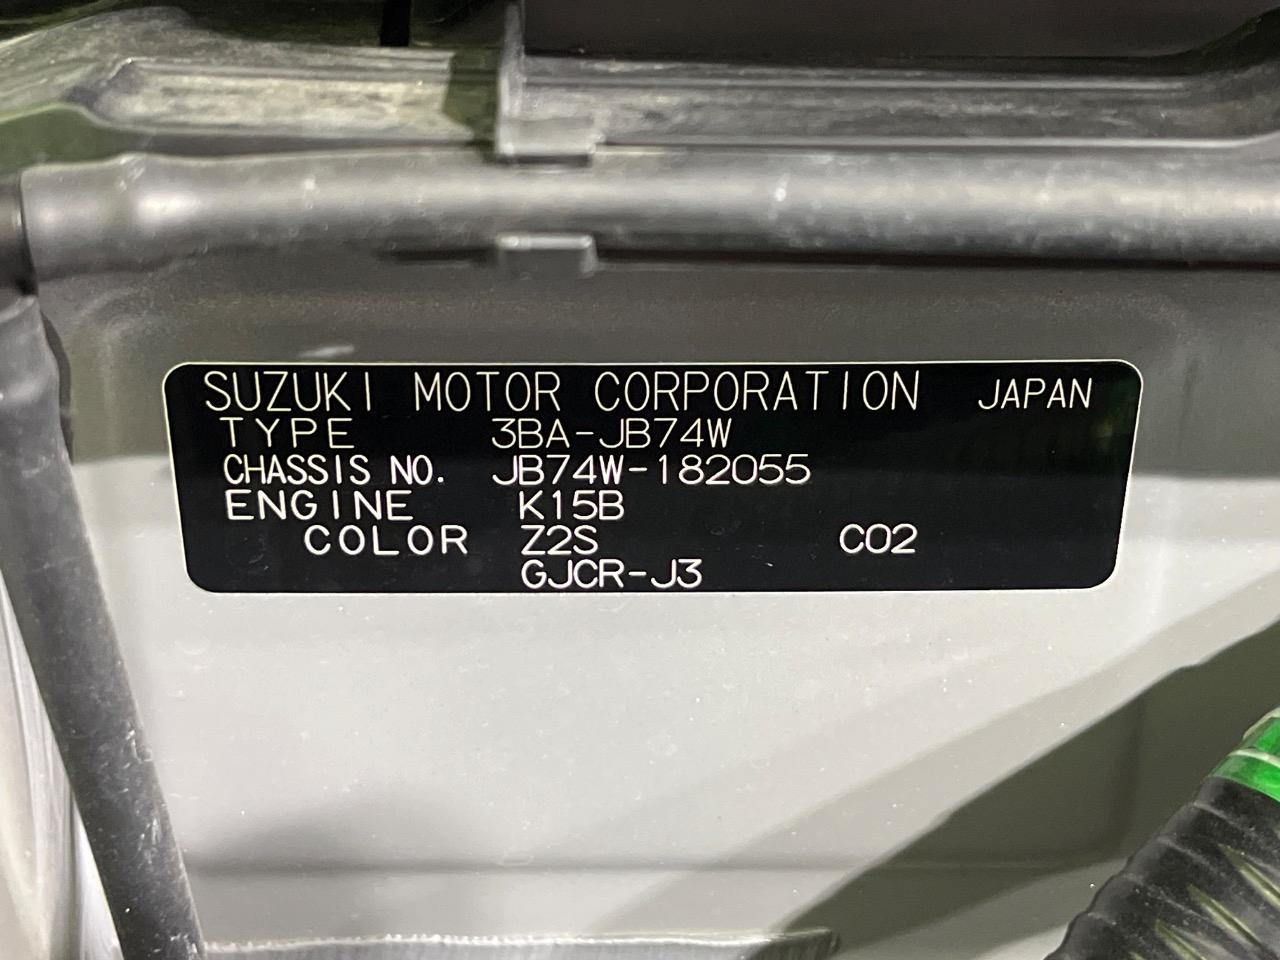 SUZUKI MOTOR CORPORATION JAPAN
TYPE 3BA-JB74W
CHASSIS NO. JB74W-182055
ENGINE K15B
COLOR Z2S C02
GJCR-J3